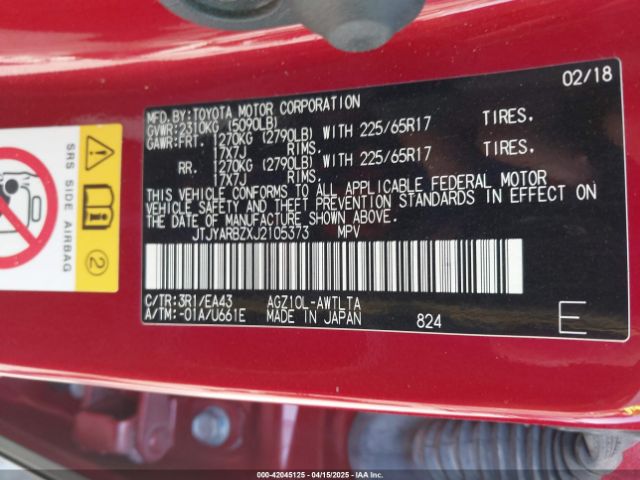 02/18
MFD.BY:TOYOTA MOTOR CORPORATION
GVWR:2310KG (5090LB)
GAWR:FRT. 1270KG (2790LB) WITH 225/65R17 TIRES.
17X7J RIMS.
RR. 1270KG (2790LB) WITH 225/65R17 TIRES.
17X7J RIMS.
THIS VEHICLE CONFORMS TO ALL APPLICABLE FEDERAL MOTOR
VEHICLE SAFETY AND THEFT PREVENTION STANDARDS IN EFFECT ON
THE DATE OF MANUFACTURE SHOWN ABOVE.
JTJYARBZXJ2105373 MPV
C/TR:3R1/EA43 AGZ10L-AWTLTA
A/TM:-01A/U661E MADE IN JAPAN 824 E
SRS SIDE AIRBAG
2
000-42045125 - 04/15/2025 - IAA Inc.